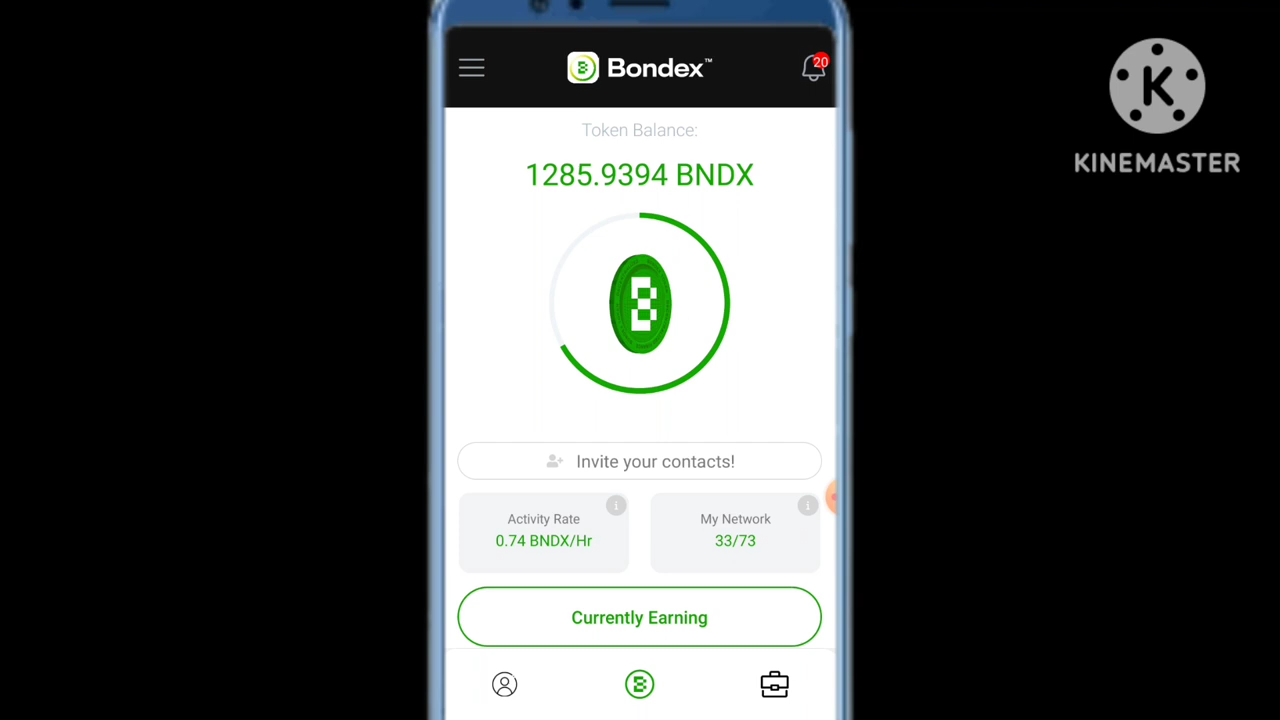 Bondex™
20
K
KINEMASTER
Token Balance:
1285.9394 BNDX
Invite your contacts!
Activity Rate
0.74 BNDX/Hr
My Network
33/73
Currently Earning